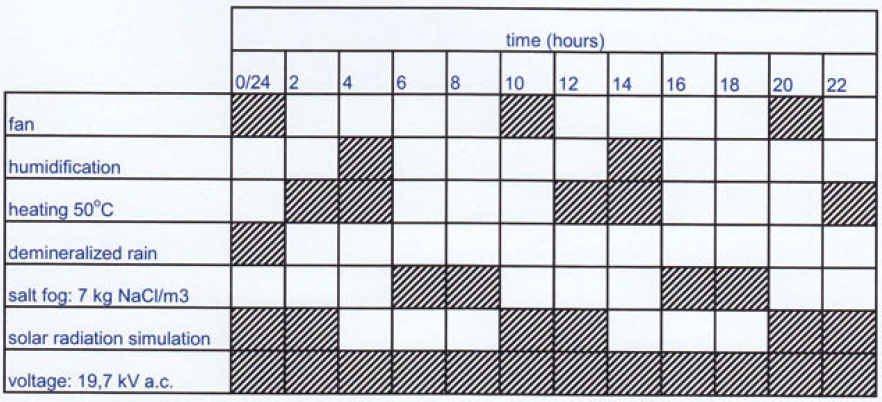 time (hours)
0/24 2 4 6 8 10 12 14 16 18 20 22
fan
humidification
heating 50°C
demineralized rain
salt fog: 7 kg NaCl/m3
solar radiation simulation
voltage: 19,7 kV a.c.